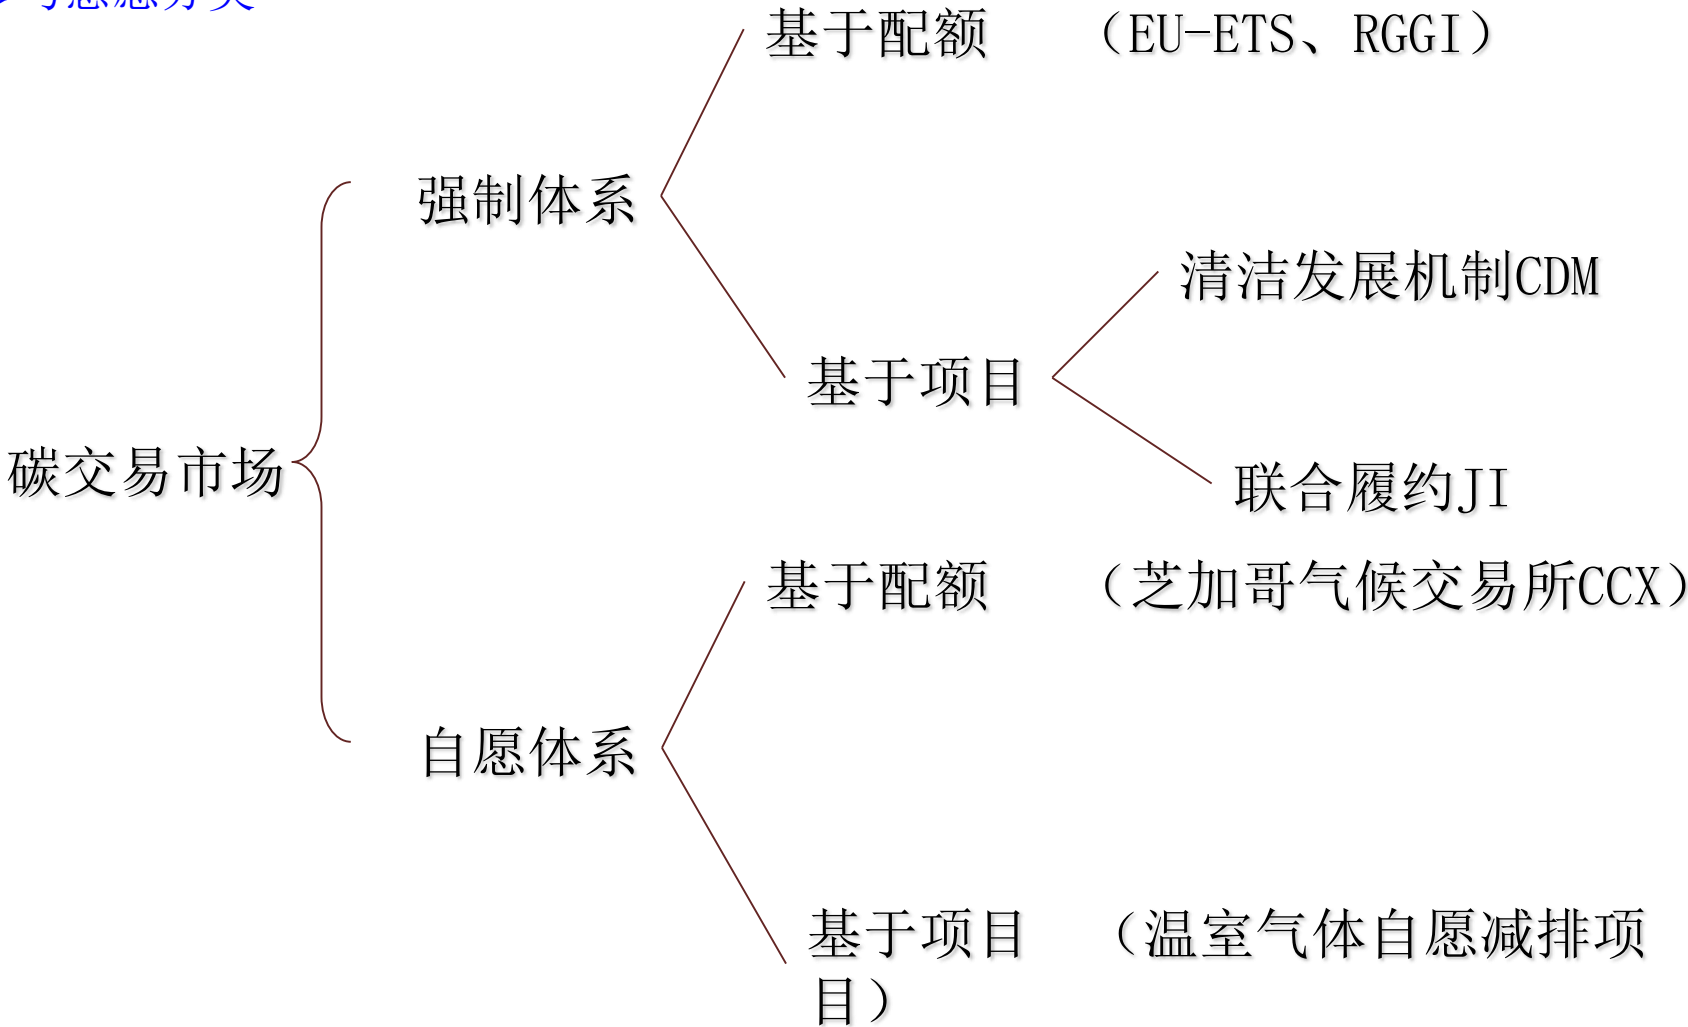 基于配额 （EU-ETS、RGGI）
强制体系
清洁发展机制CDM
基于项目
碳交易市场
联合履约JI
基于配额 （芝加哥气候交易所CCX）
自愿体系
基于项目 （温室气体自愿减排项
目）